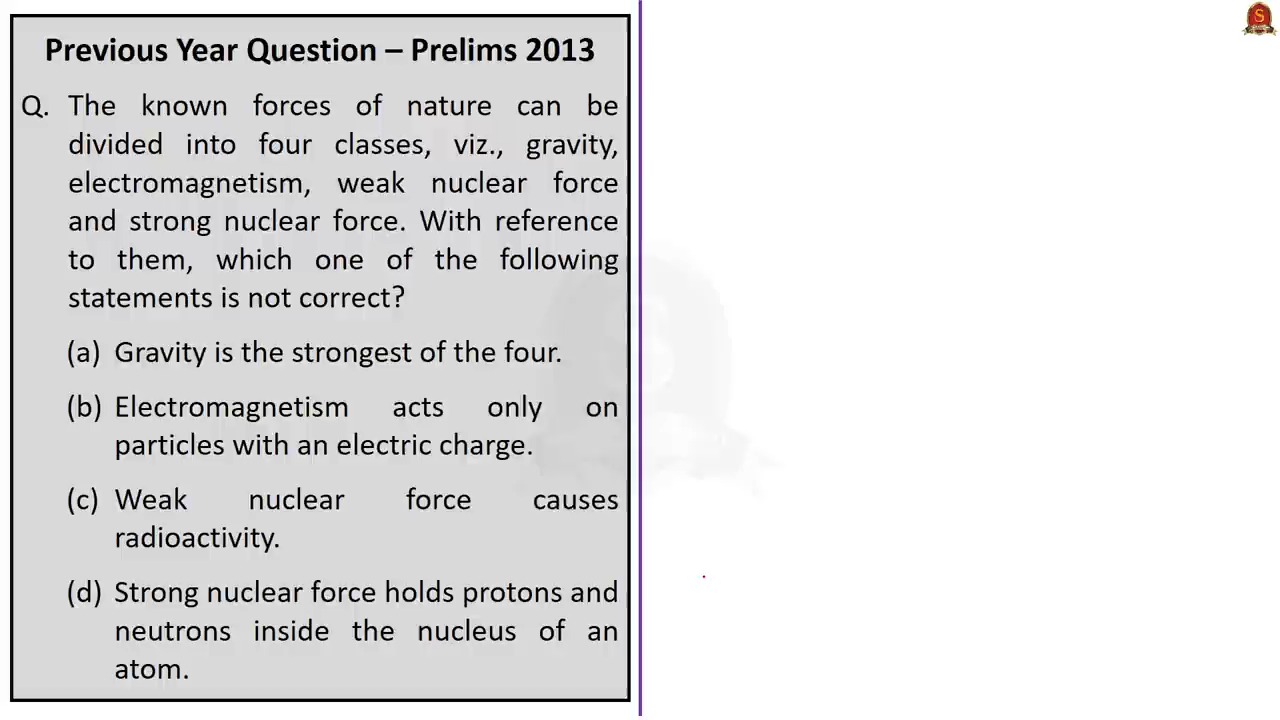 Previous Year Question – Prelims 2013
Q. The known forces of nature can be
divided into four classes, viz., gravity,
electromagnetism, weak nuclear force
and strong nuclear force. With reference
to them, which one of the following
statements is not correct?
(a) Gravity is the strongest of the four.
(b) Electromagnetism acts only on
particles with an electric charge.
(c) Weak nuclear force causes
radioactivity.
(d) Strong nuclear force holds protons and
neutrons inside the nucleus of an
atom.
S